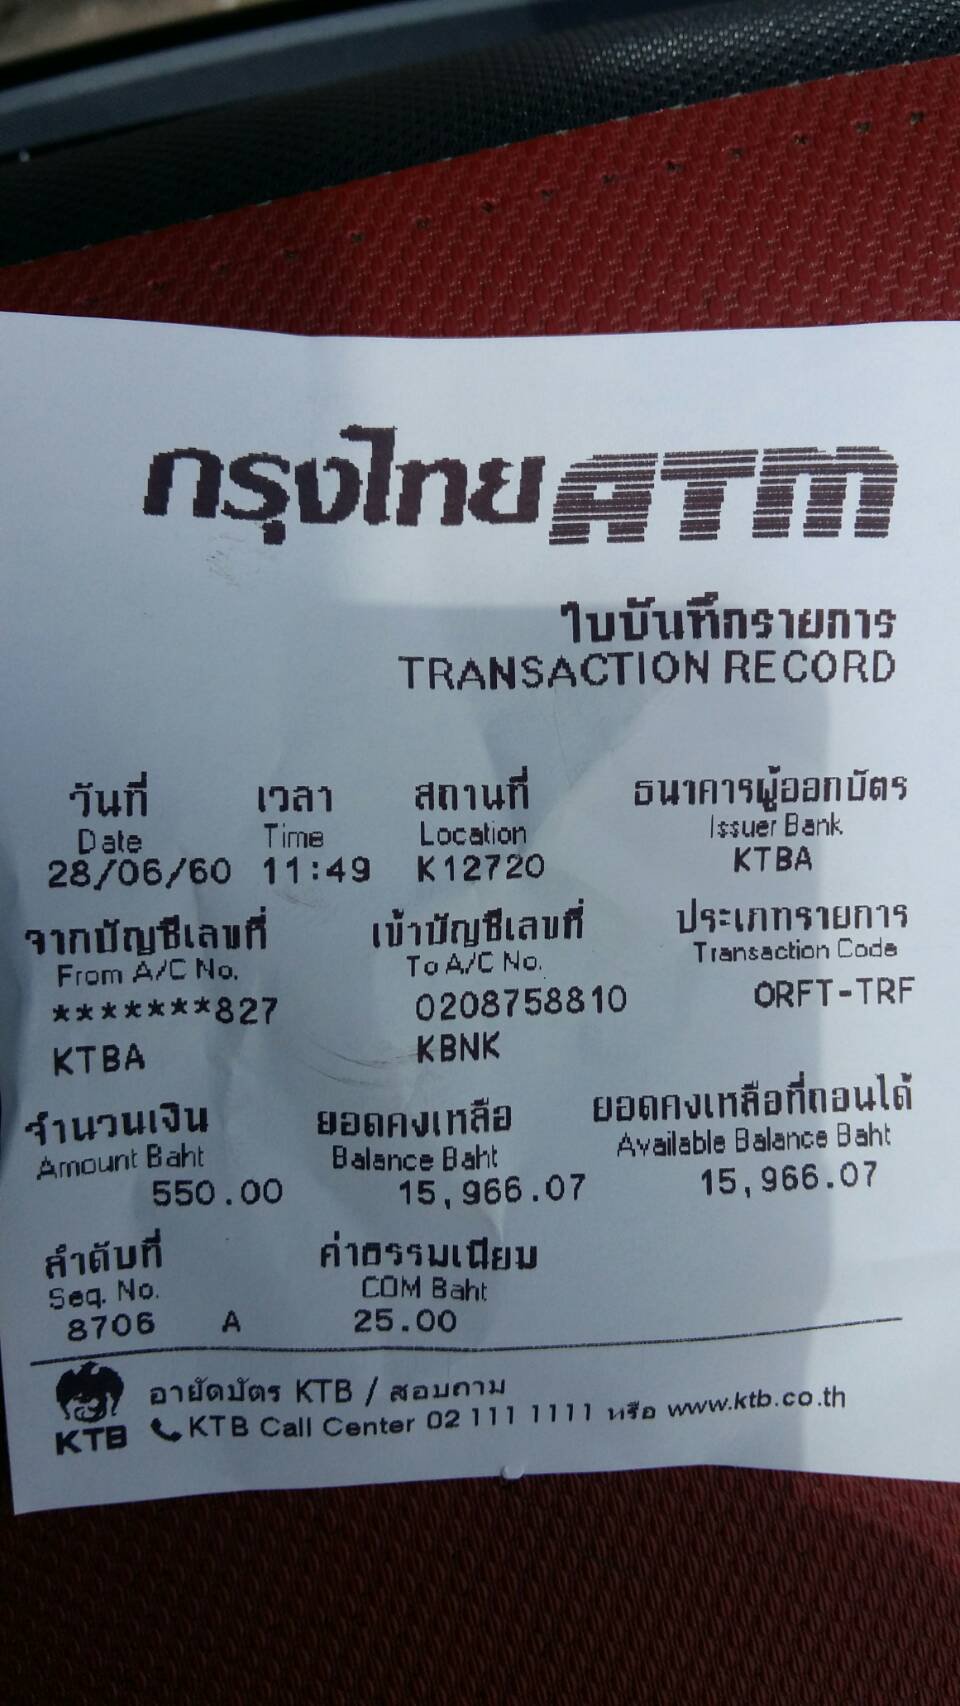 กรุงไทย ATM
ใบบันทึกรายการ
TRANSACTION RECORD
วันที่ เวลา สถานที่ ธนาคารผู้ออกบัตร
Date Time Location Issuer Bank
28/06/60 11:49 K12720 KTBA
จากบัญชีเลขที่ เข้าบัญชีเลขที่ ประเภทรายการ
From A/C No. To A/C No. Transaction Code
*******827 0208758810 ORFT-TRF
KTBA KBNK
จำนวนเงิน ยอดคงเหลือ ยอดคงเหลือที่ถอนได้
Amount Baht Balance Baht Available Balance Baht
550.00 15,966.07 15,966.07
ลำดับที่ ค่าธรรมเนียม
Seq. No. COM Baht
8706 A 25.00
อายัดบัตร KTB / สอบถาม
KTB KTB Call Center 02 111 1111 หรือ www.ktb.co.th